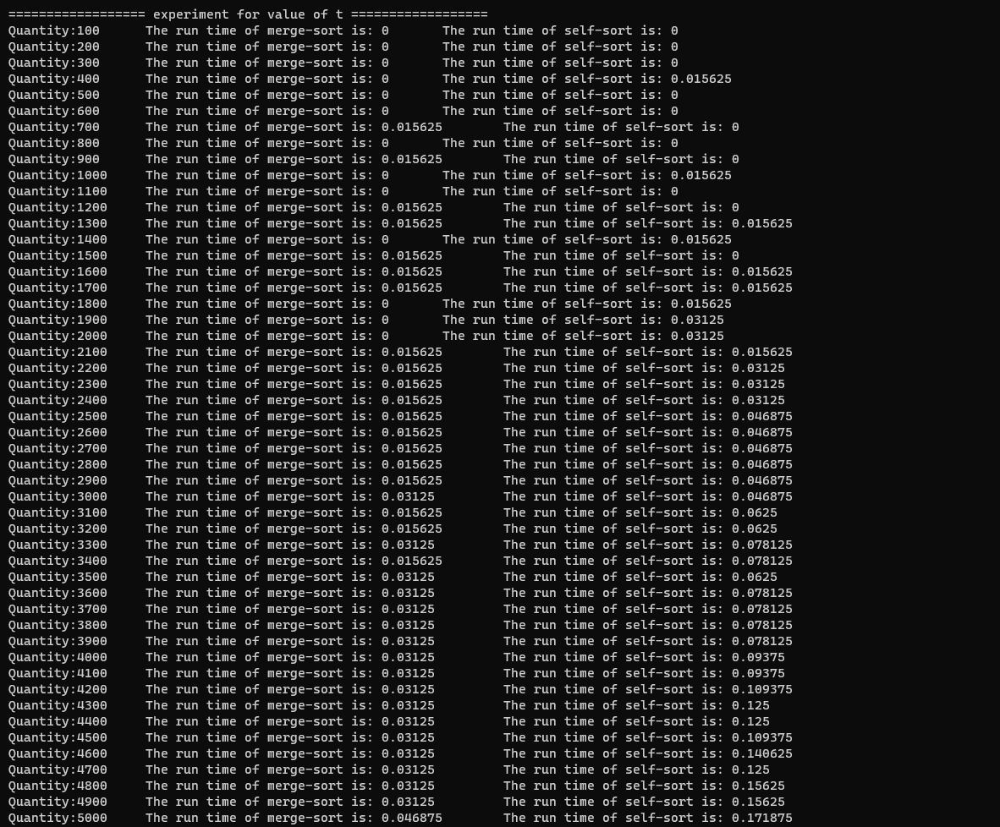 ================== experiment for value of t ==================
Quantity:100      The run time of merge-sort is: 0       The run time of self-sort is: 0
Quantity:200      The run time of merge-sort is: 0       The run time of self-sort is: 0
Quantity:300      The run time of merge-sort is: 0       The run time of self-sort is: 0
Quantity:400      The run time of merge-sort is: 0       The run time of self-sort is: 0.015625
Quantity:500      The run time of merge-sort is: 0       The run time of self-sort is: 0
Quantity:600      The run time of merge-sort is: 0       The run time of self-sort is: 0
Quantity:700      The run time of merge-sort is: 0.015625        The run time of self-sort is: 0
Quantity:800      The run time of merge-sort is: 0       The run time of self-sort is: 0
Quantity:900      The run time of merge-sort is: 0.015625        The run time of self-sort is: 0
Quantity:1000     The run time of merge-sort is: 0       The run time of self-sort is: 0.015625
Quantity:1100     The run time of merge-sort is: 0       The run time of self-sort is: 0
Quantity:1200     The run time of merge-sort is: 0.015625        The run time of self-sort is: 0
Quantity:1300     The run time of merge-sort is: 0.015625        The run time of self-sort is: 0.015625
Quantity:1400     The run time of merge-sort is: 0       The run time of self-sort is: 0.015625
Quantity:1500     The run time of merge-sort is: 0.015625        The run time of self-sort is: 0
Quantity:1600     The run time of merge-sort is: 0.015625        The run time of self-sort is: 0.015625
Quantity:1700     The run time of merge-sort is: 0.015625        The run time of self-sort is: 0.015625
Quantity:1800     The run time of merge-sort is: 0       The run time of self-sort is: 0.015625
Quantity:1900     The run time of merge-sort is: 0       The run time of self-sort is: 0.03125
Quantity:2000     The run time of merge-sort is: 0       The run time of self-sort is: 0.03125
Quantity:2100     The run time of merge-sort is: 0.015625        The run time of self-sort is: 0.015625
Quantity:2200     The run time of merge-sort is: 0.015625        The run time of self-sort is: 0.03125
Quantity:2300     The run time of merge-sort is: 0.015625        The run time of self-sort is: 0.03125
Quantity:2400     The run time of merge-sort is: 0.015625        The run time of self-sort is: 0.03125
Quantity:2500     The run time of merge-sort is: 0.015625        The run time of self-sort is: 0.046875
Quantity:2600     The run time of merge-sort is: 0.015625        The run time of self-sort is: 0.046875
Quantity:2700     The run time of merge-sort is: 0.015625        The run time of self-sort is: 0.046875
Quantity:2800     The run time of merge-sort is: 0.015625        The run time of self-sort is: 0.046875
Quantity:2900     The run time of merge-sort is: 0.015625        The run time of self-sort is: 0.046875
Quantity:3000     The run time of merge-sort is: 0.03125         The run time of self-sort is: 0.046875
Quantity:3100     The run time of merge-sort is: 0.015625        The run time of self-sort is: 0.0625
Quantity:3200     The run time of merge-sort is: 0.015625        The run time of self-sort is: 0.0625
Quantity:3300     The run time of merge-sort is: 0.03125         The run time of self-sort is: 0.078125
Quantity:3400     The run time of merge-sort is: 0.015625        The run time of self-sort is: 0.078125
Quantity:3500     The run time of merge-sort is: 0.03125         The run time of self-sort is: 0.0625
Quantity:3600     The run time of merge-sort is: 0.03125         The run time of self-sort is: 0.078125
Quantity:3700     The run time of merge-sort is: 0.03125         The run time of self-sort is: 0.078125
Quantity:3800     The run time of merge-sort is: 0.03125         The run time of self-sort is: 0.078125
Quantity:3900     The run time of merge-sort is: 0.03125         The run time of self-sort is: 0.078125
Quantity:4000     The run time of merge-sort is: 0.03125         The run time of self-sort is: 0.09375
Quantity:4100     The run time of merge-sort is: 0.03125         The run time of self-sort is: 0.09375
Quantity:4200     The run time of merge-sort is: 0.03125         The run time of self-sort is: 0.109375
Quantity:4300     The run time of merge-sort is: 0.03125         The run time of self-sort is: 0.125
Quantity:4400     The run time of merge-sort is: 0.03125         The run time of self-sort is: 0.125
Quantity:4500     The run time of merge-sort is: 0.03125         The run time of self-sort is: 0.109375
Quantity:4600     The run time of merge-sort is: 0.03125         The run time of self-sort is: 0.140625
Quantity:4700     The run time of merge-sort is: 0.03125         The run time of self-sort is: 0.125
Quantity:4800     The run time of merge-sort is: 0.03125         The run time of self-sort is: 0.15625
Quantity:4900     The run time of merge-sort is: 0.03125         The run time of self-sort is: 0.15625
Quantity:5000     The run time of merge-sort is: 0.046875        The run time of self-sort is: 0.171875